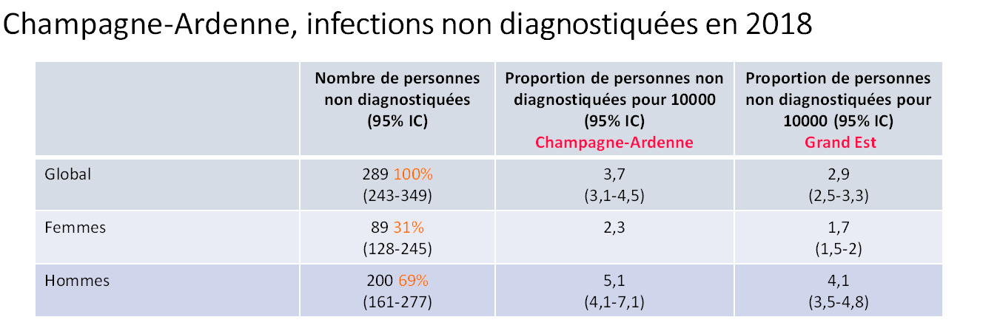 Champagne-Ardenne, infections non diagnostiquées en 2018
Nombre de personnes
non diagnostiquées
(95% IC)
Proportion de personnes non
diagnostiquées pour 10000
(95% IC)
Champagne-Ardenne
Proportion de personnes
non diagnostiquées pour
10000 (95% IC)
Grand Est
Global
289 100%
(243-349)
3,7
(3,1-4,5)
2,9
(2,5-3,3)
Femmes
89 31%
(128-245)
2,3
1,7
(1,5-2)
Hommes
200 69%
(161-277)
5,1
(4,1-7,1)
4,1
(3,5-4,8)